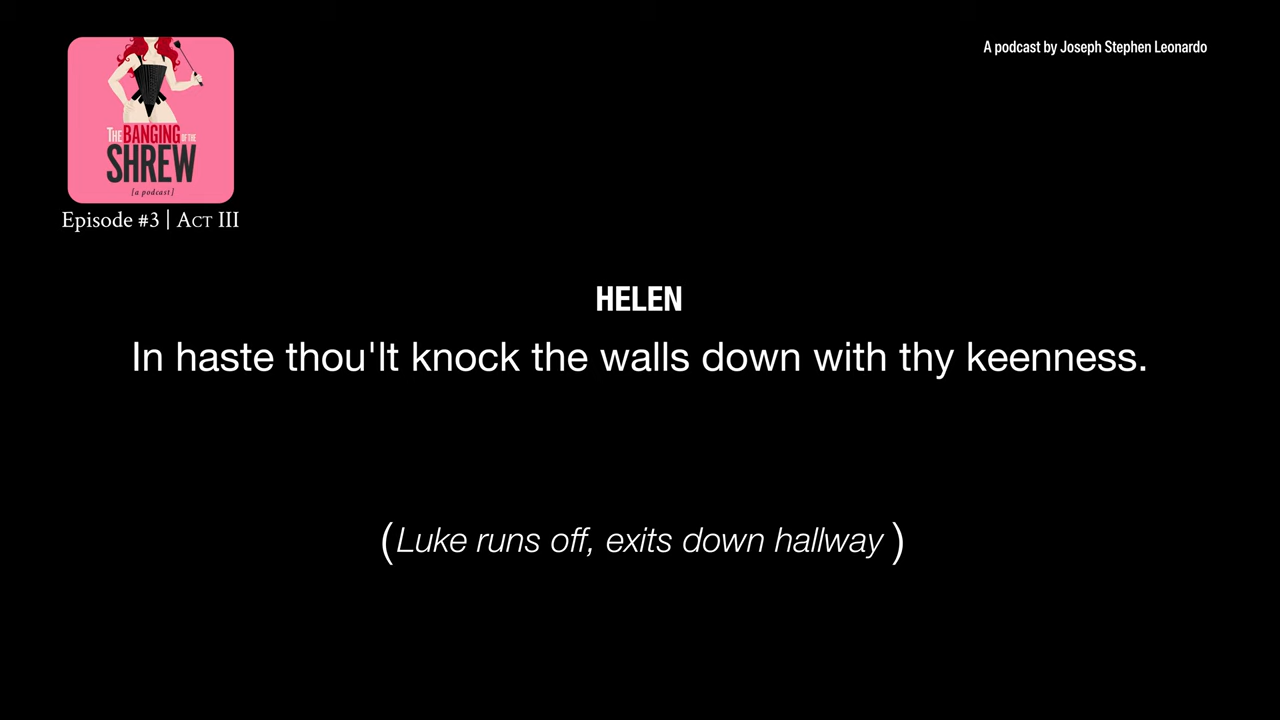 A podcast by Joseph Stephen Leonardo
THE BANGING OF THE
SHREW
[a podcast]
Episode #3 | ACT III
HELEN
In haste thou'lt knock the walls down with thy keenness.
(Luke runs off, exits down hallway )